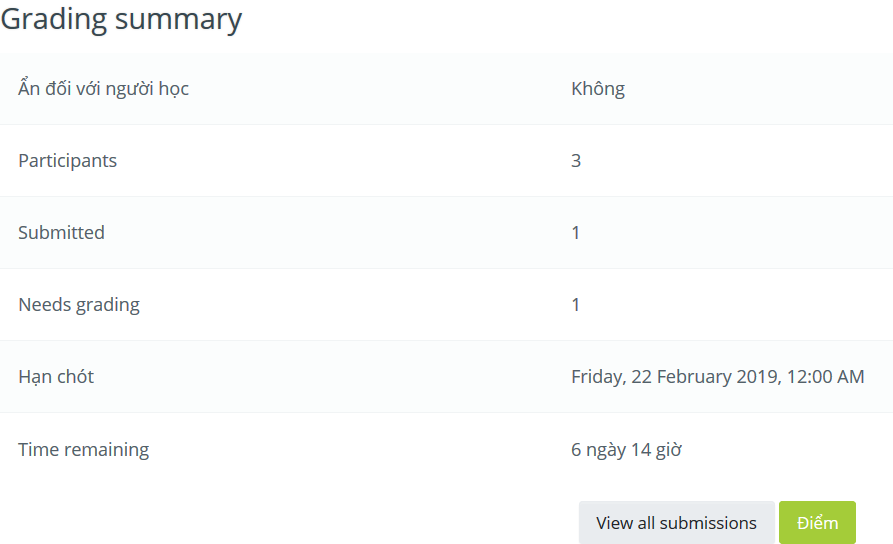 Grading summary
Ẩn đối với người học Không
Participants 3
Submitted 1
Needs grading 1
Hạn chót Friday, 22 February 2019, 12:00 AM
Time remaining 6 ngày 14 giờ
View all submissions Điểm